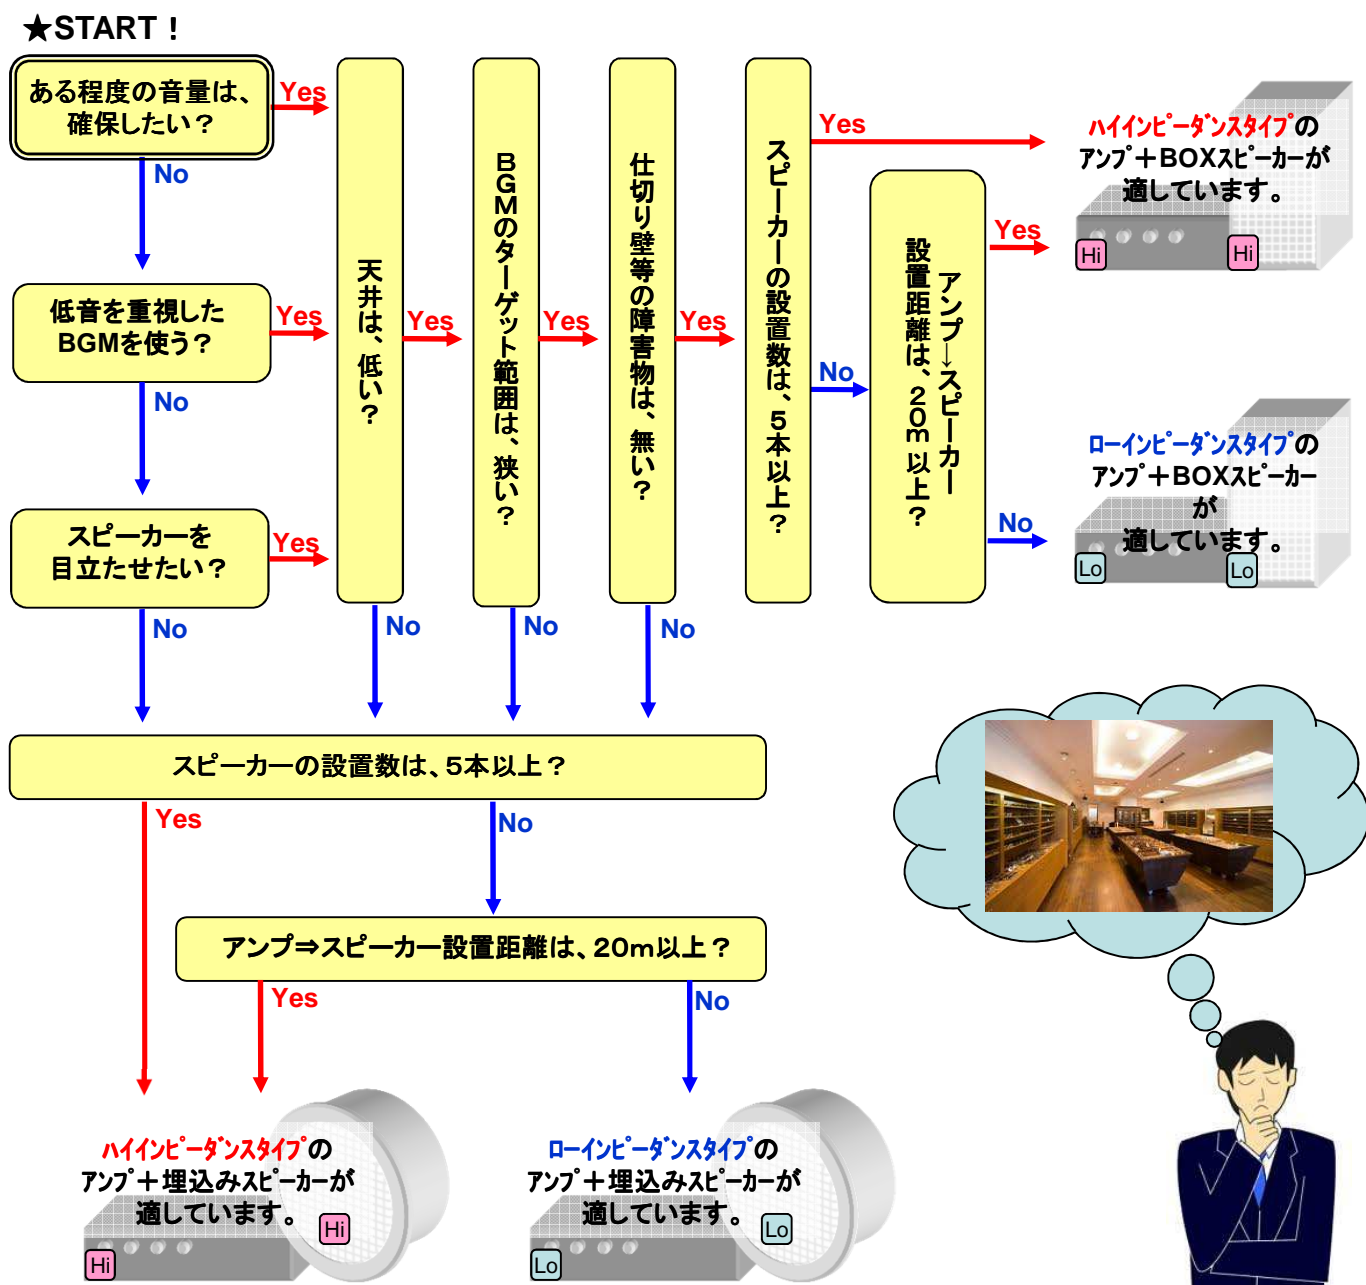 ★START！
ある程度の音量は、
確保したい？
Yes
No
低音を重視した
BGMを使う？
Yes
No
スピーカーを
目立たせたい？
Yes
No
天井は、低い？
Yes
No
BGMのターゲット範囲は、狭い？
Yes
No
仕切り壁等の障害物は、無い？
Yes
No
スピーカーの設置数は、5本以上？
Yes
No
アンプ→スピーカー
設置距離は、20m以上？
Yes
No
ﾊｲｲﾝﾋﾟｰﾀﾞﾝｽﾀｲﾌﾟの
ｱﾝﾌﾟ＋BOXｽﾋﾟｰｶｰが
適しています。
Hi
Hi
ﾛｰｲﾝﾋﾟｰﾀﾞﾝｽﾀｲﾌﾟの
ｱﾝﾌﾟ＋BOXｽﾋﾟｰｶｰ
が
適しています。
Lo
Lo
スピーカーの設置数は、5本以上？
Yes
No
アンプ⇒スピーカー設置距離は、20m以上？
Yes
No
ﾊｲｲﾝﾋﾟｰﾀﾞﾝｽﾀｲﾌﾟの
ｱﾝﾌﾟ＋埋込みｽﾋﾟｰｶｰが
適しています。
Hi
Hi
ﾛｰｲﾝﾋﾟｰﾀﾞﾝｽﾀｲﾌﾟの
ｱﾝﾌﾟ＋埋込みｽﾋﾟｰｶｰが
適しています。
Lo
Lo